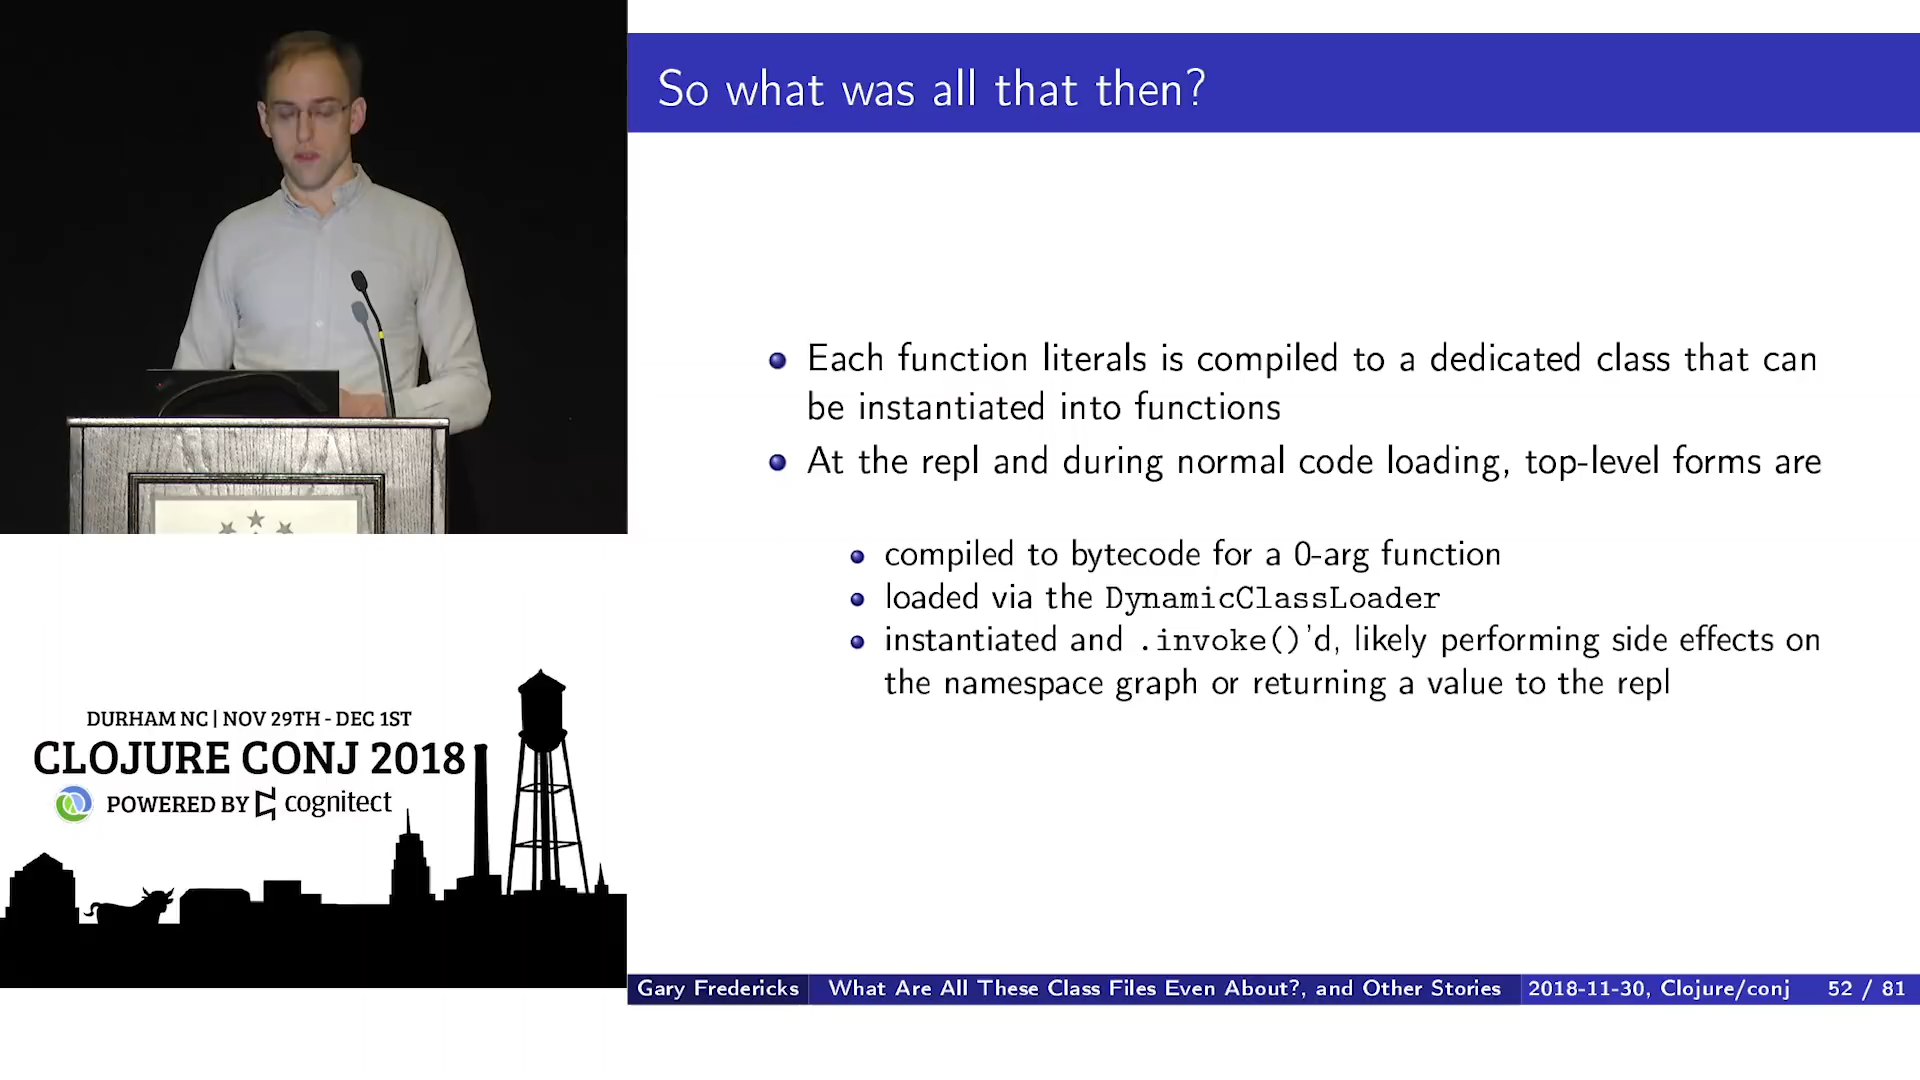 So what was all that then?
Each function literals is compiled to a dedicated class that can
be instantiated into functions
At the repl and during normal code loading, top-level forms are
compiled to bytecode for a 0-arg function
loaded via the DynamicClassLoader
instantiated and .invoke()'d, likely performing side effects on
the namespace graph or returning a value to the repl
DURHAM NC | NOV 29TH - DEC 1ST
CLOJURE CONJ 2018
POWERED BY cognitect
Gary Fredericks What Are All These Class Files Even About?, and Other Stories 2018-11-30, Clojure/conj 52 / 81